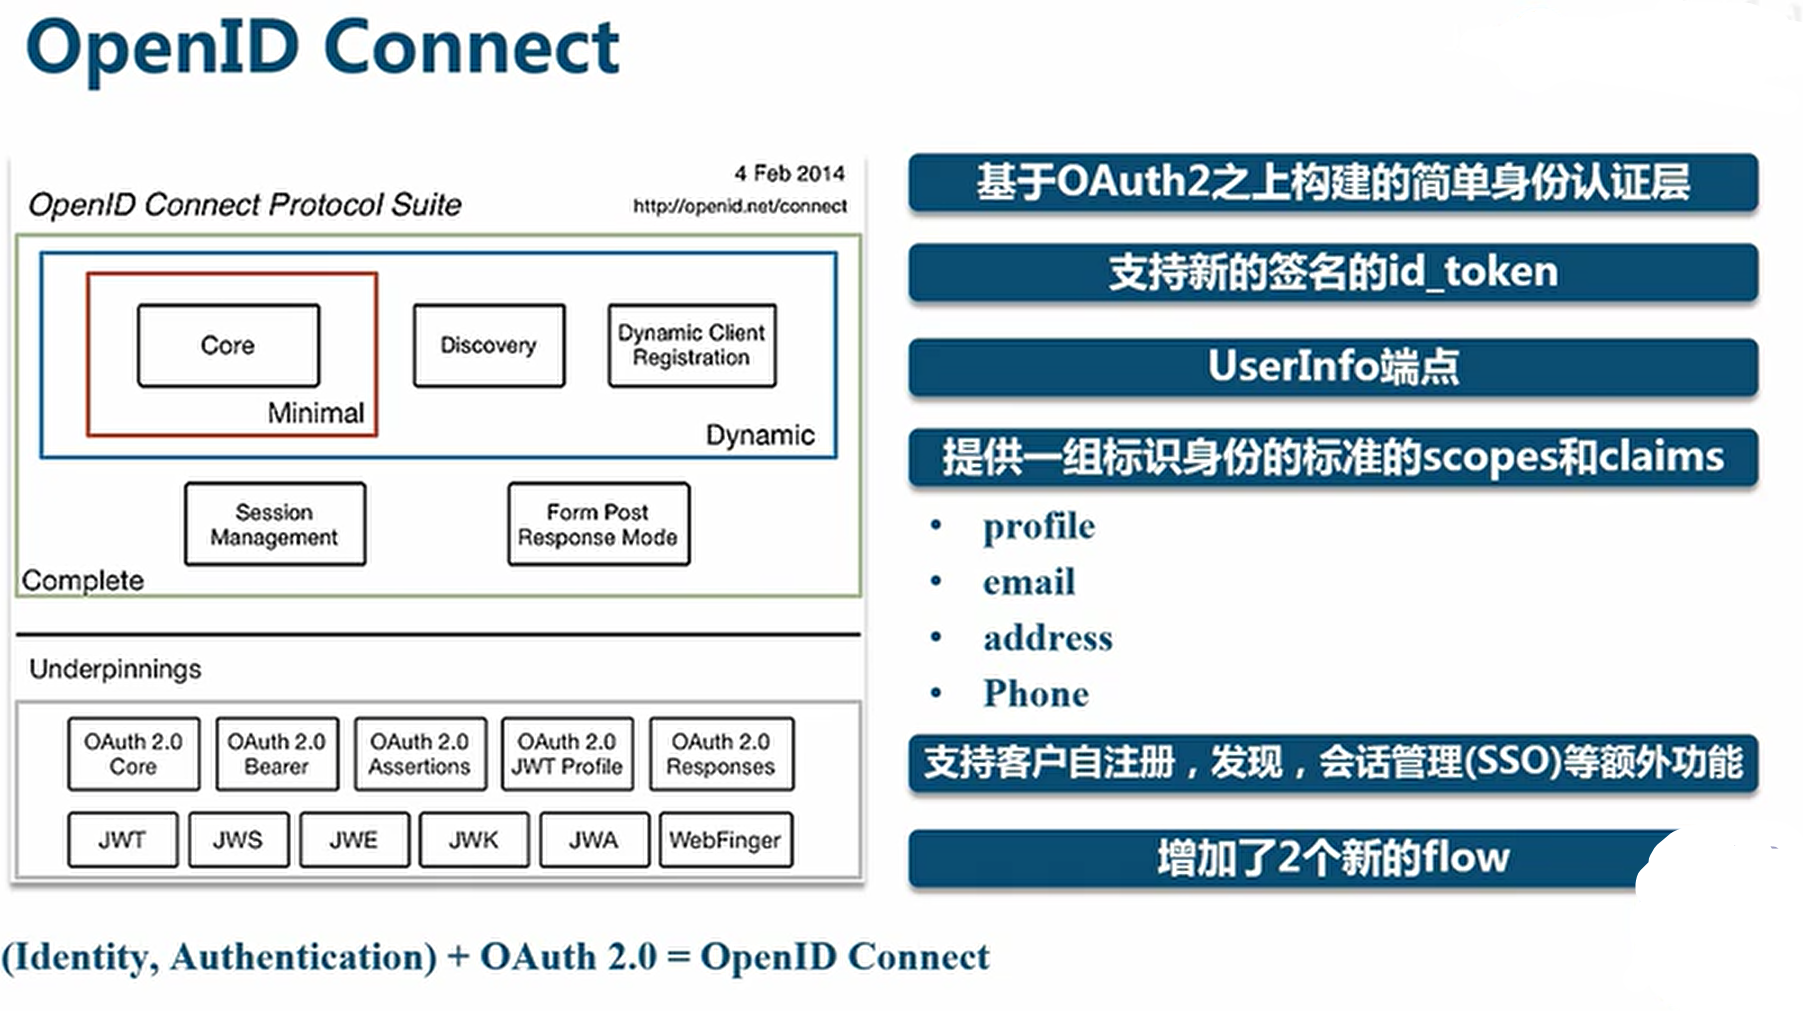 OpenID Connect
4 Feb 2014
OpenID Connect Protocol Suite
http://openid.net/connect
Core
Minimal
Discovery
Dynamic Client
Registration
Dynamic
Session
Management
Form Post
Response Mode
Complete
Underpinnings
OAuth 2.0
Core
OAuth 2.0
Bearer
OAuth 2.0
Assertions
OAuth 2.0
JWT Profile
OAuth 2.0
Responses
JWT
JWS
JWE
JWK
JWA
WebFinger
基于OAuth2之上构建的简单身份认证层
支持新的签名的id_token
UserInfo端点
提供一组标识身份的标准的scopes和claims
• profile
• email
• address
• Phone
支持客户自注册，发现，会话管理(SSO)等额外功能
增加了2个新的flow
(Identity, Authentication) + OAuth 2.0 = OpenID Connect